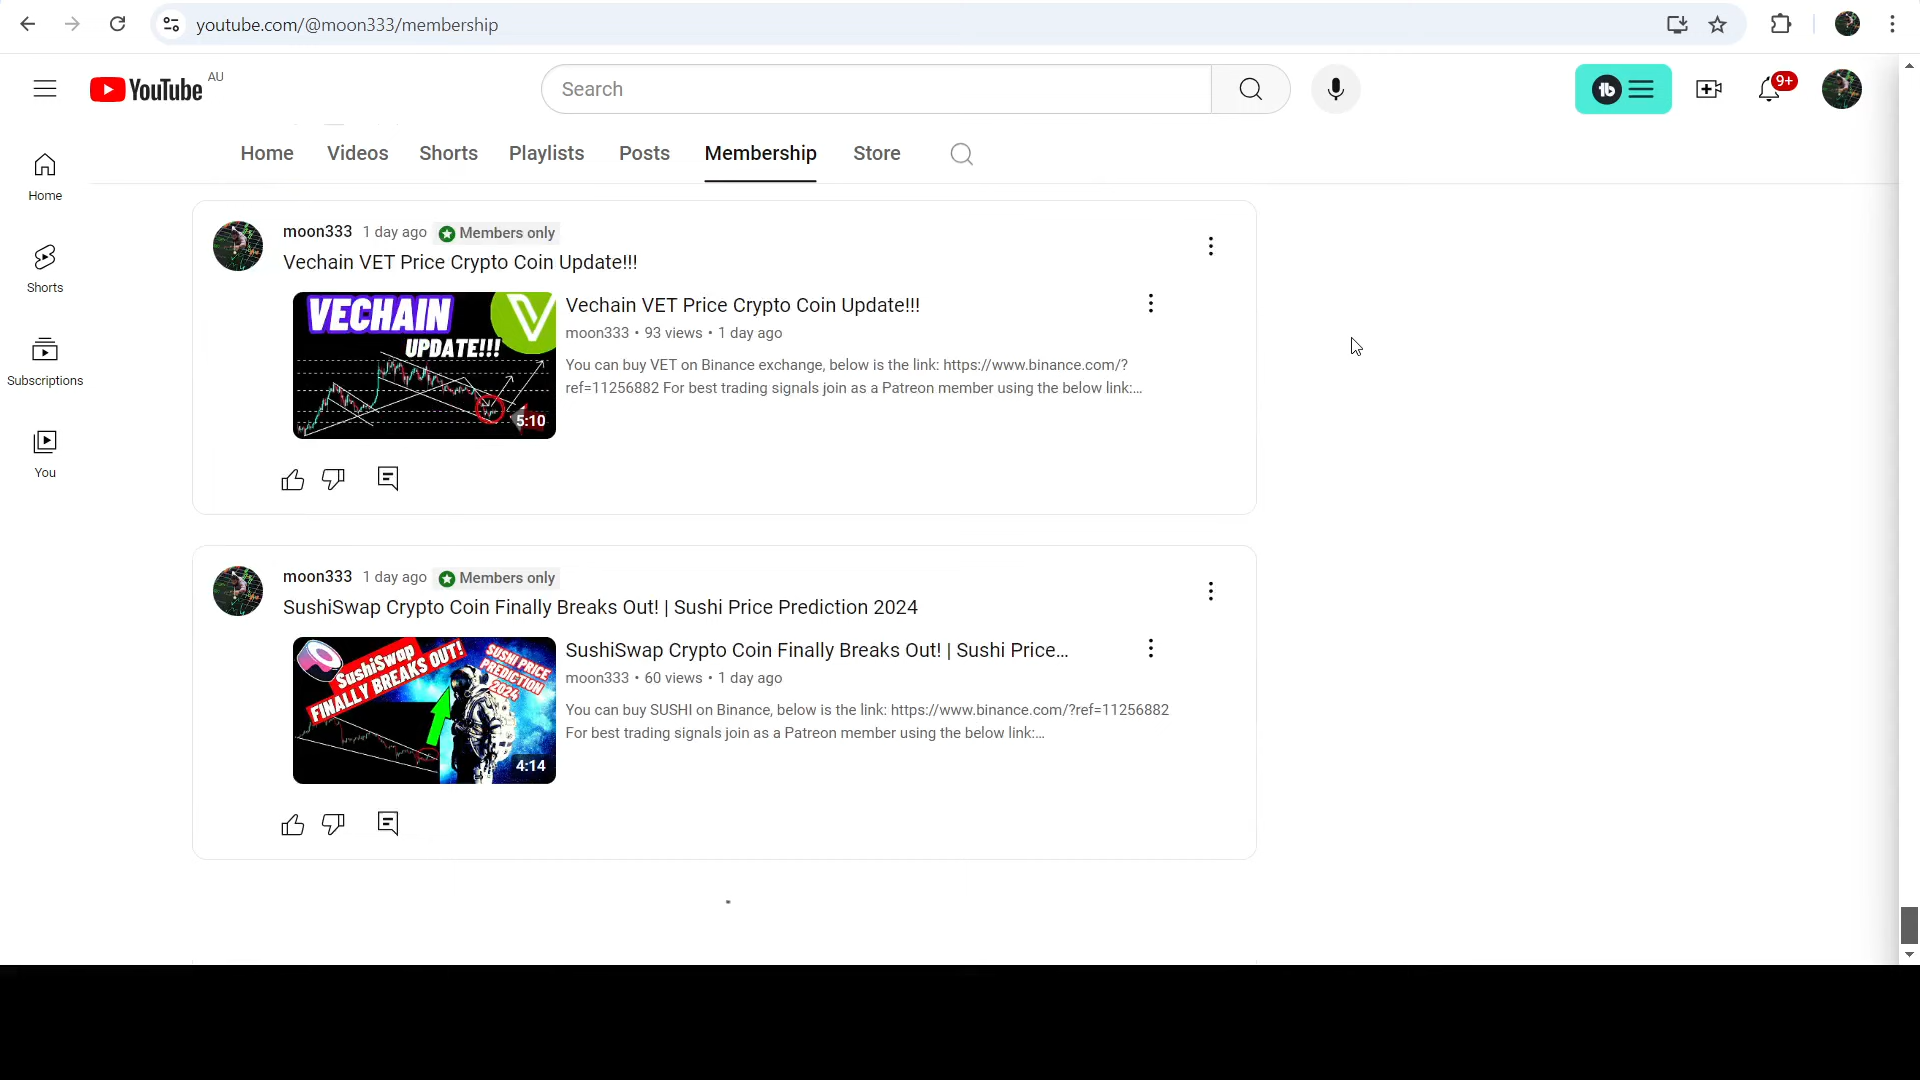 youtube.com/@moon333/membership
YouTube AU
Search
9+
Home
Videos
Shorts
Playlists
Posts
Membership
Store
Home
Shorts
Subscriptions
You
moon333 1 day ago Members only
Vechain VET Price Crypto Coin Update!!!
VECHAIN
UPDATE!!!
5:10
Vechain VET Price Crypto Coin Update!!!
moon333 • 93 views • 1 day ago
You can buy VET on Binance exchange, below is the link: https://www.binance.com/?
ref=11256882 For best trading signals join as a Patreon member using the below link:...
moon333 1 day ago Members only
SushiSwap Crypto Coin Finally Breaks Out! | Sushi Price Prediction 2024
SushiSwap
FINALLY BREAKS OUT!
SUSHI PRICE
PREDICTION
2024
4:14
SushiSwap Crypto Coin Finally Breaks Out! | Sushi Price...
moon333 • 60 views • 1 day ago
You can buy SUSHI on Binance, below is the link: https://www.binance.com/?ref=11256882
For best trading signals join as a Patreon member using the below link:...